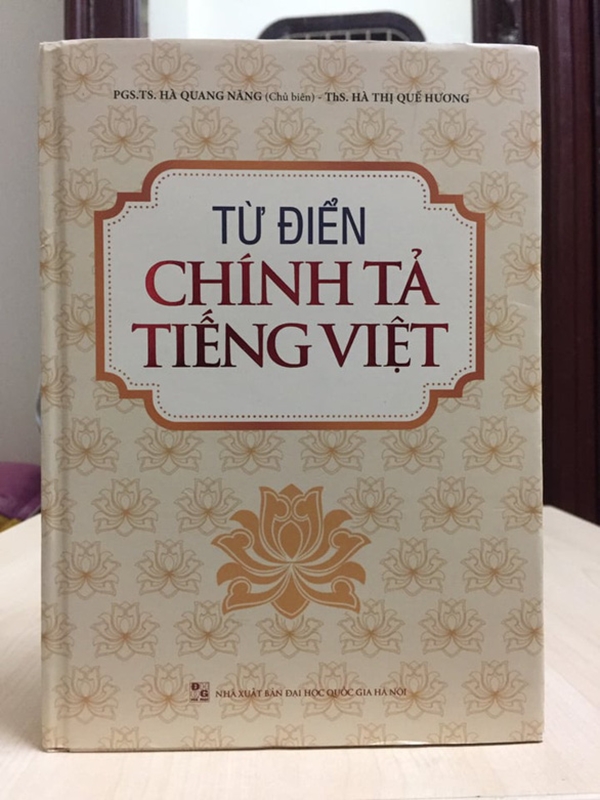 PGS.TS. HÀ QUANG NĂNG (Chủ biên) - ThS. HÀ THỊ QUẾ HƯƠNG
TỪ ĐIỂN
CHÍNH TẢ
TIẾNG VIỆT
NHÀ XUẤT BẢN ĐẠI HỌC QUỐC GIA HÀ NỘI